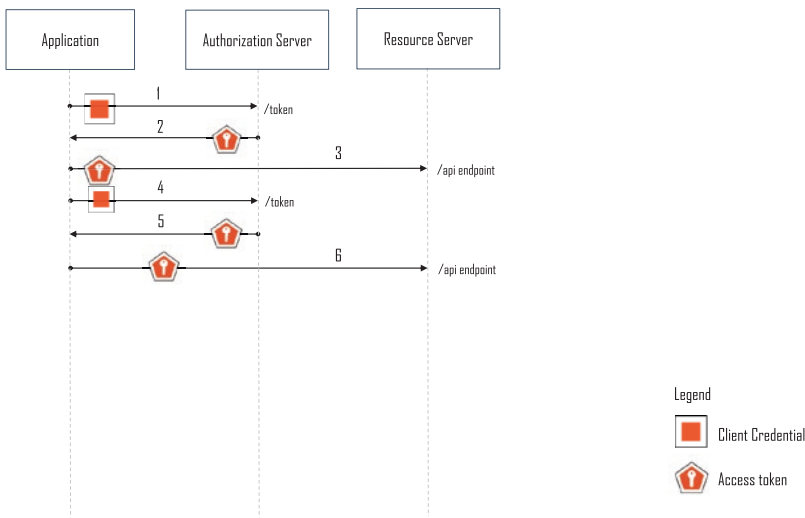 Application
Authorization Server
Resource Server
1
/token
2
3
/api endpoint
4
/token
5
6
/api endpoint
Legend
Client Credential
Access token